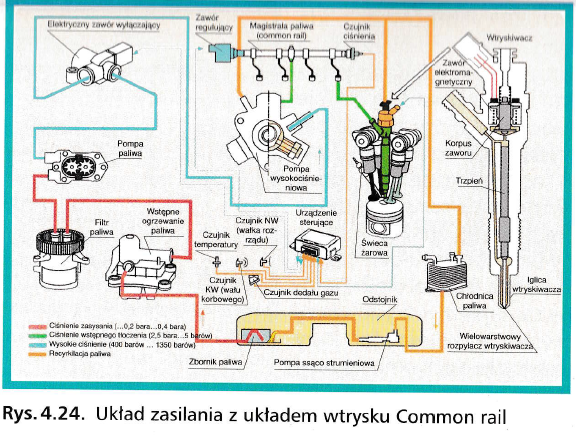 Elektryczny zawór wyłączający
Zawór
regulujący
Magistrala paliwa
(common rail)
Czujnik
ciśnienia
Wtryskiwacz
Zawór
elektroma-
gnetyczny
Pompa
paliwa
Korpus
zaworu
Trzpień
Pompa
wysokociśnie-
niowa
Filtr
paliwa
Wstępne
ogrzewanie
paliwa
Czujnik
temperatury
Czujnik NW
(wałka roz-
rządu)
Urządzenie
sterujące
Świeca
żarowa
Czujnik
KW (wału
korbowego)
Czujnik dedału gazu
Chrodnica
paliwa
Iglica
wtryskiwacza
Odstojnik
Ciśnienie zasysania (...0,2 bara...0,4 bara)
Ciśnienie wstępnego tłoczenia (2,5 bara...5 barów)
Wysokie ciśnienie (400 barów ... 1350 barów)
Recyrkilacja paliwa
Zbornik paliwa
Pompa ssąco strumieniowa
Wielowarstwowy
rozpylacz wtryskiwacza
Rys. 4.24. Układ zasilania z układem wtrysku Common rail